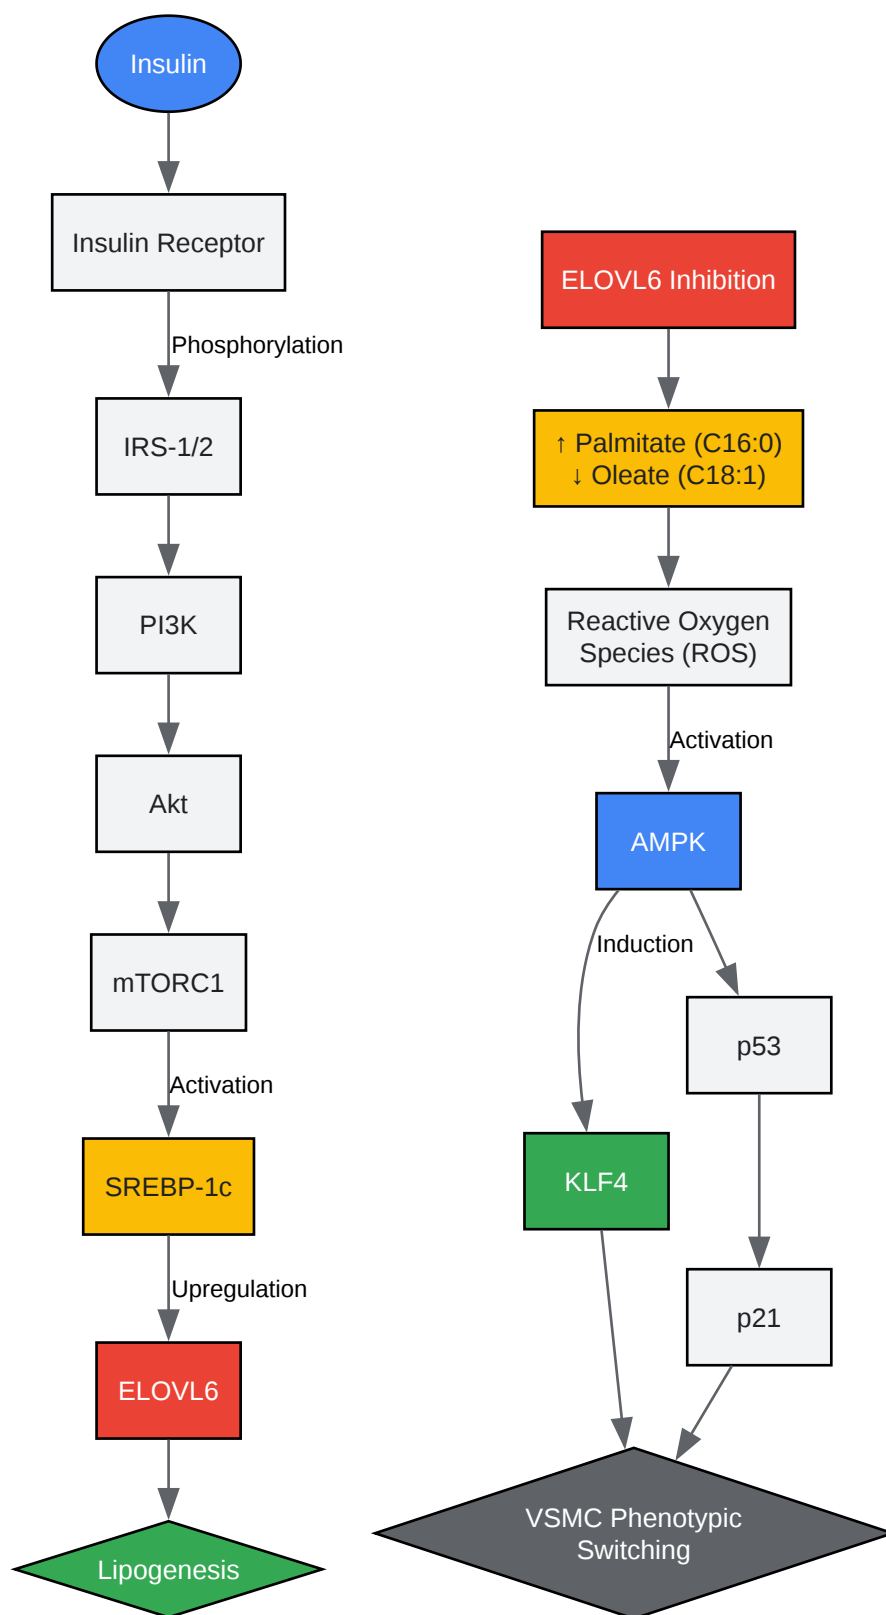 Insulin
Insulin Receptor
Phosphorylation
IRS-1/2
PI3K
Akt
mTORC1
Activation
SREBP-1c
Upregulation
ELOVL6
Lipogenesis
ELOVL6 Inhibition
↑ Palmitate (C16:0)
↓ Oleate (C18:1)
Reactive Oxygen
Species (ROS)
Activation
AMPK
Induction
p53
KLF4
p21
VSMC Phenotypic
Switching